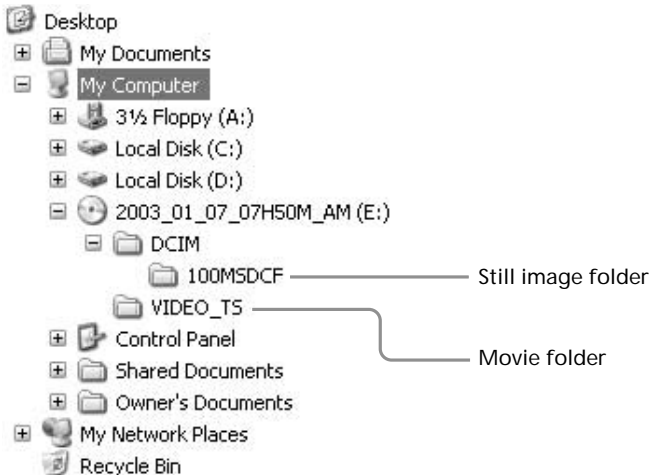 Desktop
My Documents
My Computer
3½ Floppy (A:)
Local Disk (C:)
Local Disk (D:)
2003_01_07_07H50M_AM (E:)
DCIM
100MSDCF
Still image folder
VIDEO_TS
Movie folder
Control Panel
Shared Documents
Owner's Documents
My Network Places
Recycle Bin